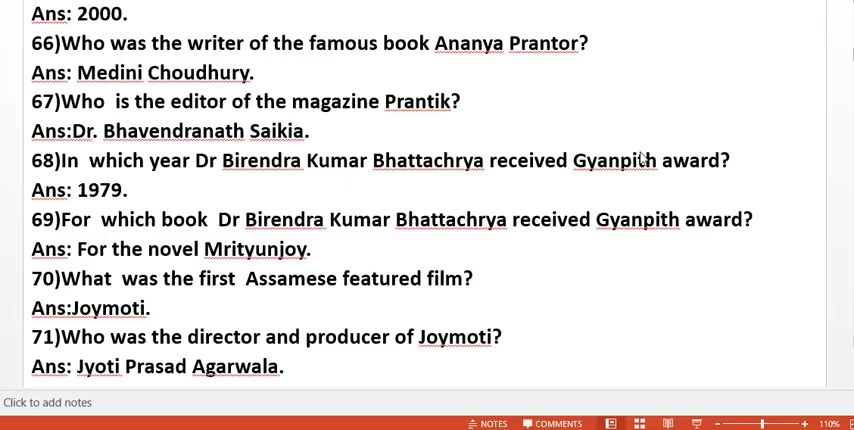 Ans: 2000.
66)Who was the writer of the famous book Ananya Prantor?
Ans: Medini Choudhury.
67)Who is the editor of the magazine Prantik?
Ans:Dr. Bhavendranath Saikia.
68)In which year Dr Birendra Kumar Bhattachrya received Gyanpith award?
Ans: 1979.
69)For which book Dr Birendra Kumar Bhattachrya received Gyanpith award?
Ans: For the novel Mrityunjoy.
70)What was the first Assamese featured film?
Ans:Joymoti.
71)Who was the director and producer of Joymoti?
Ans: Jyoti Prasad Agarwala.
Click to add notes
NOTES COMMENTS 110%